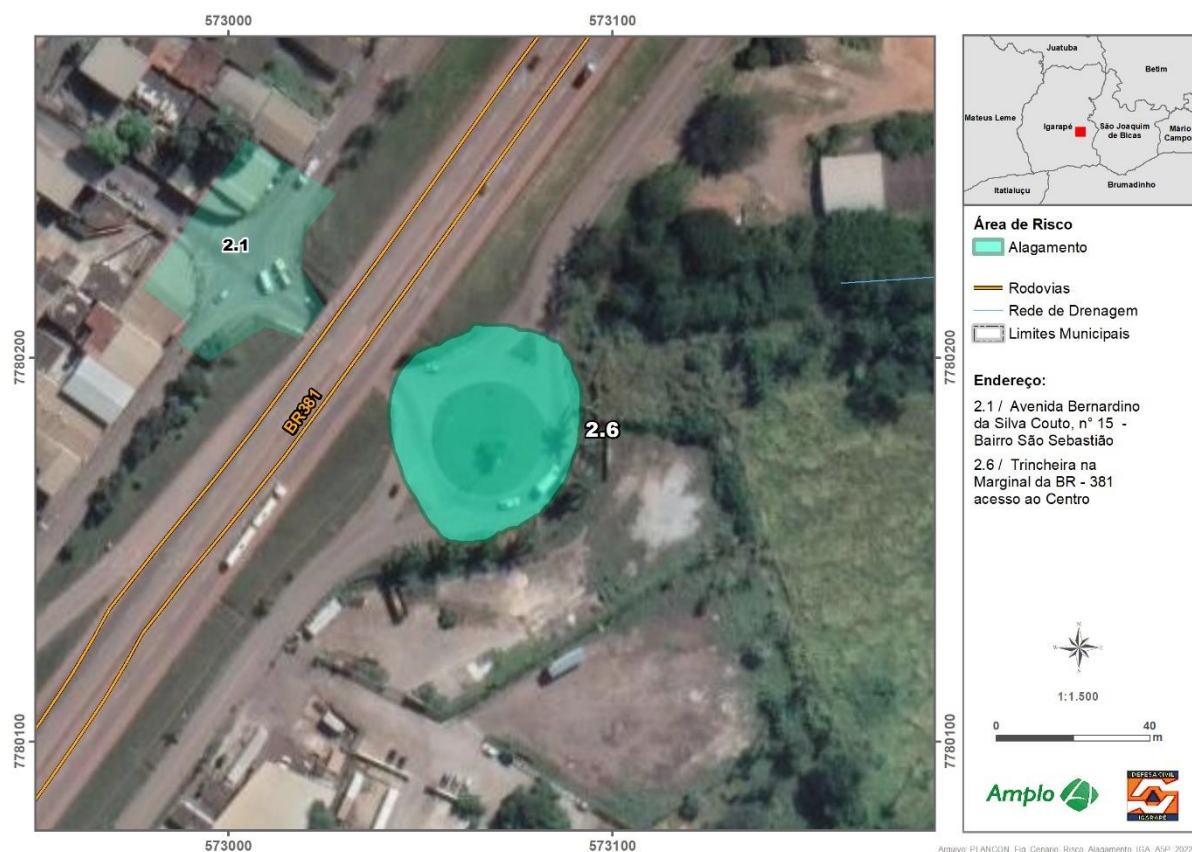 573000
573100
7780200
7780100
2.1
BR381
2.6
7780200
7780100
573000
573100
Juatuba
Betim
Mateus Leme
Igarapé
São Joaquim
de Bicas
Mário
Campo
Itatiaiuçu
Brumadinho
Área de Risco
Alagamento
Rodovias
Rede de Drenagem
Limites Municipais
Endereço:
2.1 / Avenida Bernardino
da Silva Couto, n° 15 -
Bairro São Sebastião
2.6 / Trincheira na
Marginal da BR - 381
acesso ao Centro
N
W
E
S
1:1.500
0
40
m
Amplo
DEFESA CIVIL
IGARAPÉ
Arquivo: PLANCON_Fig_Cenario_Risco_Alagamento_IGA_A5P_2022